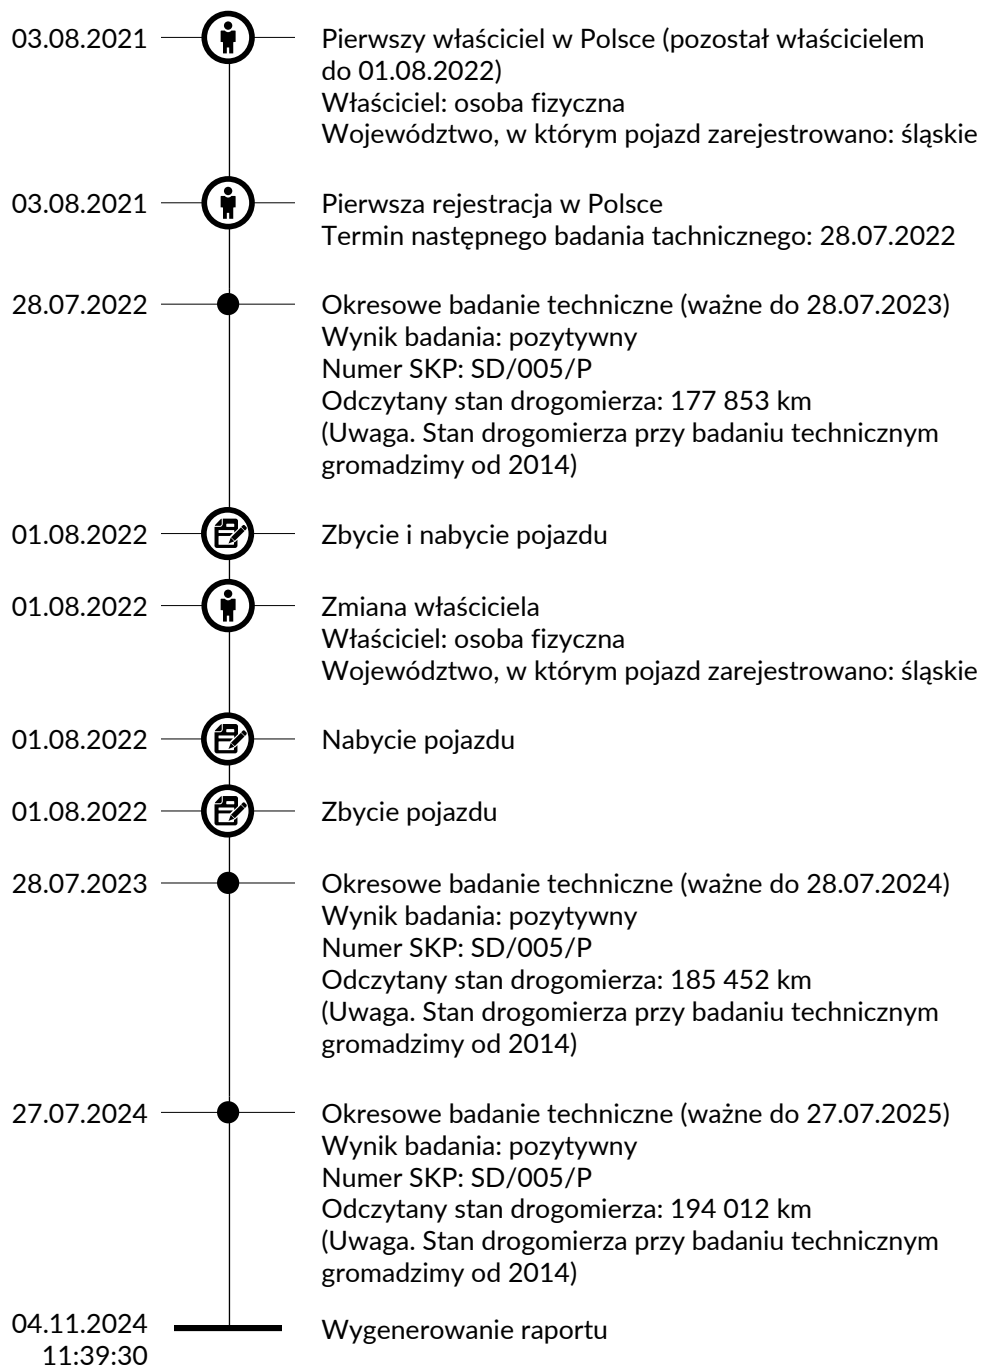 03.08.2021 Pierwszy właściciel w Polsce (pozostał właścicielem
do 01.08.2022)
Właściciel: osoba fizyczna
Województwo, w którym pojazd zarejestrowano: śląskie
03.08.2021 Pierwsza rejestracja w Polsce
Termin następnego badania tachnicznego: 28.07.2022
28.07.2022 Okresowe badanie techniczne (ważne do 28.07.2023)
Wynik badania: pozytywny
Numer SKP: SD/005/P
Odczytany stan drogomierza: 177 853 km
(Uwaga. Stan drogomierza przy badaniu technicznym
gromadzimy od 2014)
01.08.2022 Zbycie i nabycie pojazdu
01.08.2022 Zmiana właściciela
Właściciel: osoba fizyczna
Województwo, w którym pojazd zarejestrowano: śląskie
01.08.2022 Nabycie pojazdu
01.08.2022 Zbycie pojazdu
28.07.2023 Okresowe badanie techniczne (ważne do 28.07.2024)
Wynik badania: pozytywny
Numer SKP: SD/005/P
Odczytany stan drogomierza: 185 452 km
(Uwaga. Stan drogomierza przy badaniu technicznym
gromadzimy od 2014)
27.07.2024 Okresowe badanie techniczne (ważne do 27.07.2025)
Wynik badania: pozytywny
Numer SKP: SD/005/P
Odczytany stan drogomierza: 194 012 km
(Uwaga. Stan drogomierza przy badaniu technicznym
gromadzimy od 2014)
04.11.2024 Wygenerowanie raportu
11:39:30